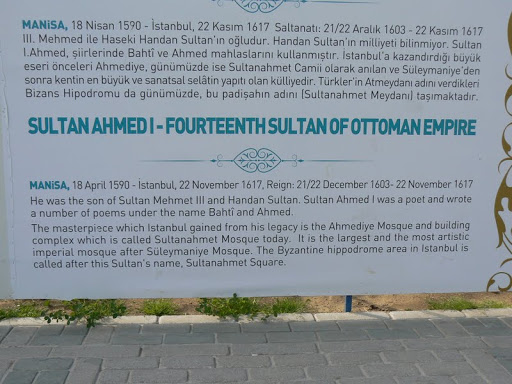 MANiSA, 18 Nisan 1590 - İstanbul, 22 Kasım 1617 Saltanatı: 21/22 Aralık 1603 - 22 Kasım 1617
III. Mehmed ile Haseki Handan Sultan'ın oğludur. Handan Sultan'ın milliyeti bilinmiyor. Sultan
I.Ahmed, şiirlerinde Bahtî ve Ahmed mahlaslarını kullanmıştır. İstanbul'a kazandırdığı büyük
eseri önceleri Ahmediye, günümüzde ise Sultanahmet Camii olarak anılan ve Süleymaniye'den
sonra kentin en büyük ve sanatsal selâtin yapıtı olan külliyedir. Türkler'in Atmeydanı adını verdikleri
Bizans Hipodromu da günümüzde, bu padişahın adını (Sultanahmet Meydanı) taşımaktadır.
SULTAN AHMED I - FOURTEENTH SULTAN OF OTTOMAN EMPIRE
MANiSA, 18 April 1590 - İstanbul, 22 November 1617, Reign: 21/22 December 1603- 22 November 1617
He was the son of Sultan Mehmet III and Handan Sultan. Sultan Ahmed I was a poet and wrote
a number of poems under the name Bahtî and Ahmed.
The masterpiece which Istanbul gained from his legacy is the Ahmediye Mosque and building
complex which is called Sultanahmet Mosque today. It is the largest and the most artistic
imperial mosque after Süleymaniye Mosque. The Byzantine hippodrome area in Istanbul is
called after this Sultan's name, Sultanahmet Square.